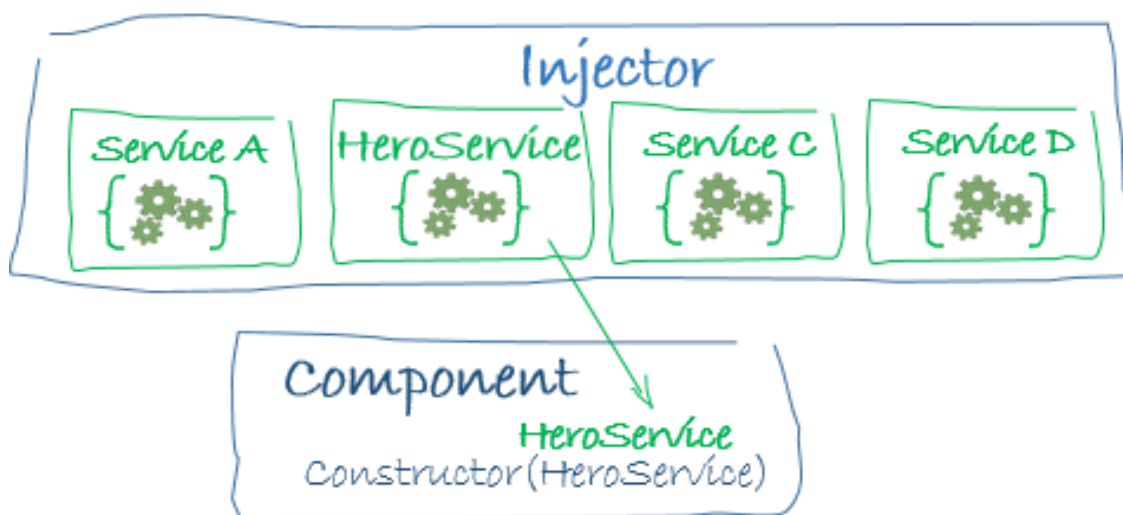 Injector
Service A
HeroService
Service C
Service D
Component
HeroService
Constructor(HeroService)